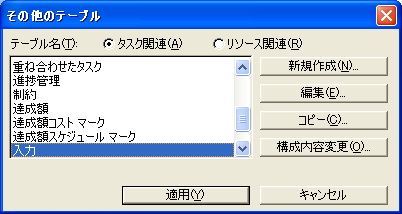 その他のテーブル
テーブル名(T): タスク関連(A) リソース関連(R)
重ね合わせたタスク
進捗管理
制約
達成額
達成額コスト マーク
達成額スケジュール マーク
入力
新規作成(N)...
編集(E)...
コピー(C)...
構成内容変更(O)...
適用(Y)
キャンセル